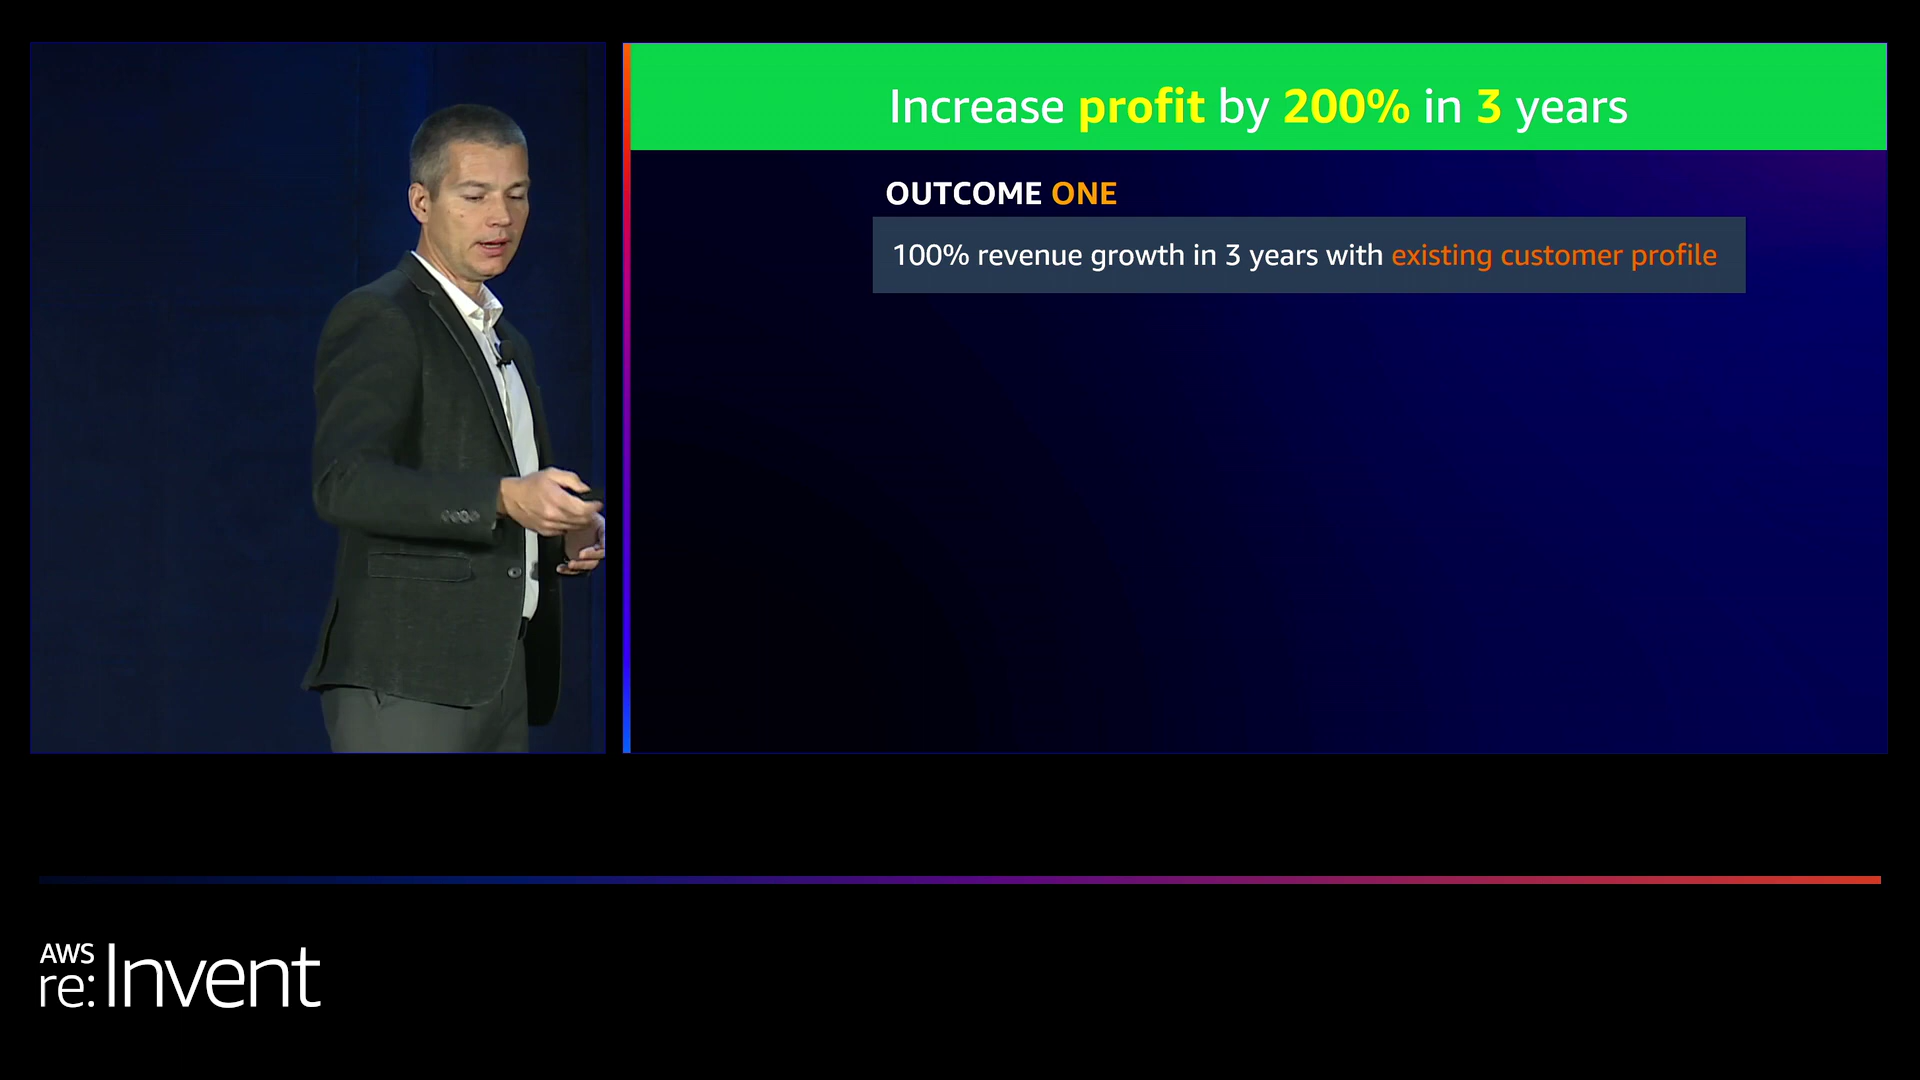 Increase profit by 200% in 3 years
OUTCOME ONE
100% revenue growth in 3 years with existing customer profile
AWS
re:Invent